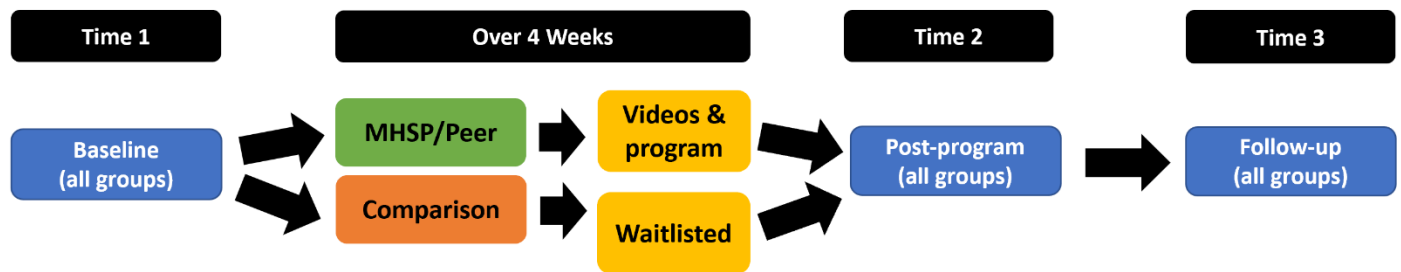 Time 1
Over 4 Weeks
Time 2
Time 3
Baseline
(all groups)
MHSP/Peer
Comparison
Videos &
program
Waitlisted
Post-program
(all groups)
Follow-up
(all groups)